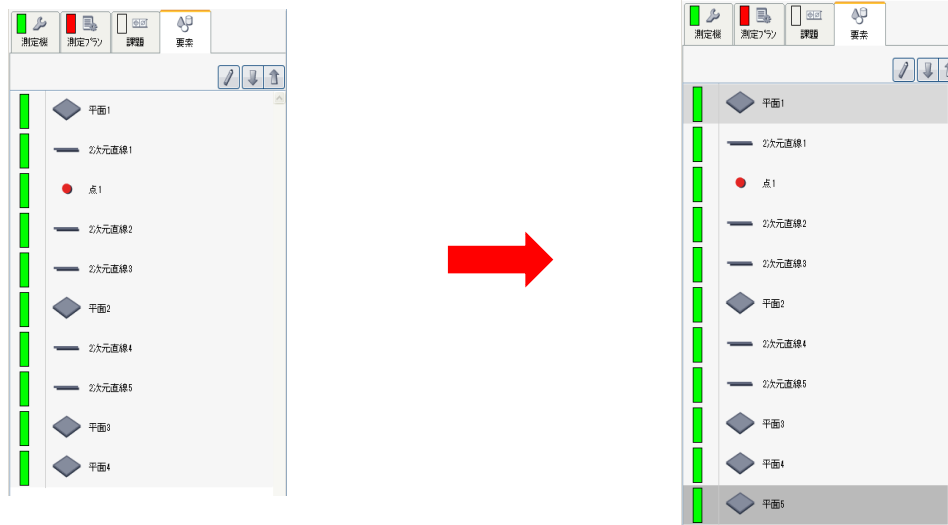 測定機 測定プラン 課題 要素
平面1
2次元直線1
点1
2次元直線2
2次元直線3
平面2
2次元直線4
2次元直線5
平面3
平面4
測定機 測定プラン 課題 要素
平面1
2次元直線1
点1
2次元直線2
2次元直線3
平面2
2次元直線4
2次元直線5
平面3
平面4
平面5